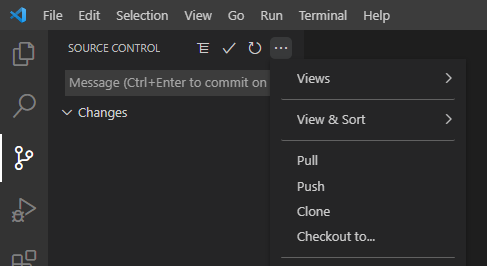 File Edit Selection View Go Run Terminal Help
SOURCE CONTROL
Message (Ctrl+Enter to commit on
Changes
Views
View & Sort
Pull
Push
Clone
Checkout to...